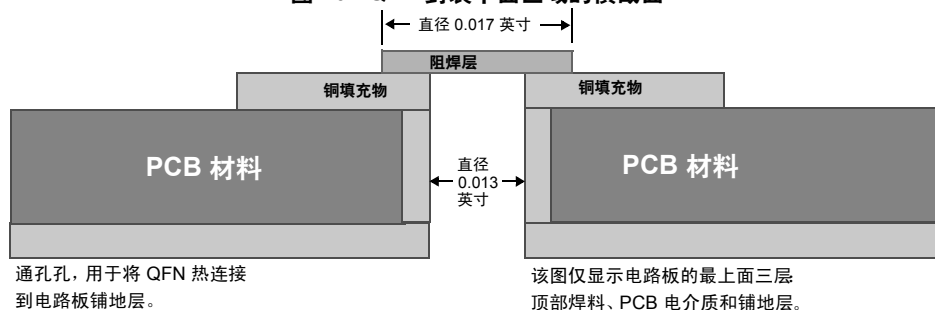 直径 0.017 英寸
阻焊层
铜填充物
铜填充物
PCB 材料
直径
0.013
英寸
PCB 材料
通孔孔，用于将 QFN 热连接
到电路板铺地层。
该图仅显示电路板的最上面三层
顶部焊料、PCB 电介质和铺地层。